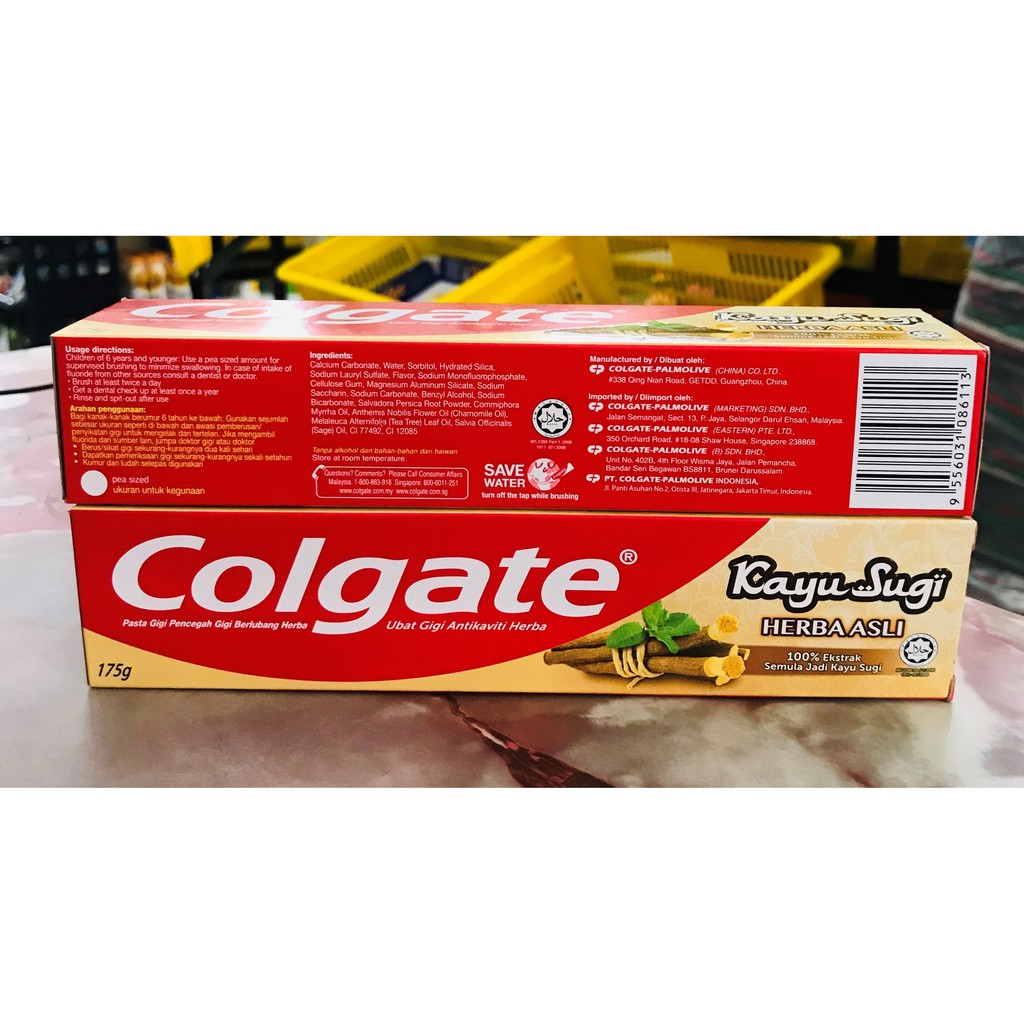 Colgate
Kayu Sugi
HERBA ASLI
Usage directions:
Children of 6 years and younger: Use a pea sized amount for
supervised brushing to minimize swallowing. In case of intake of
fluoride from other sources consult a dentist or doctor.
• Brush at least twice a day
• Get a dental check up at least once a year
• Rinse and spit-out after use
Arahan penggunaan:
Bagi kanak-kanak berumur 6 tahun ke bawah. Gunakan sejumlah
sebesar ukuran seperti di bawah dan awasi pemberusan/
penyikatan gigi untuk mengelak dari tertelan. Jika mengambil
fluorida dari sumber lain, jumpa doktor gigi atau doktor
• Berus/sikat gigi sekurang-kurangnya dua kali sehari
• Dapatkan pemeriksaan gigi sekurang-kurangnya sekali setahun
• Kumur dan ludah selepas digunakan
pea sized
ukuran untuk kegunaan
Ingredients:
Calcium Carbonate, Water, Sorbitol, Hydrated Silica,
Sodium Lauryl Sulfate, Flavor, Sodium Monofluorophosphate,
Cellulose Gum, Magnesium Aluminum Silicate, Sodium
Saccharin, Sodium Carbonate, Benzyl Alcohol, Sodium
Bicarbonate, Salvadora Persica Root Powder, Commiphora
Myrrha Oil, Anthemis Nobilis Flower Oil (Chamomile Oil),
Melaleuca Alternifolia (Tea Tree) Leaf Oil, Salvia Officinalis
(Sage) Oil, CI 77492, CI 12085
Tanpa alkohol dan bahan-bahan dari haiwan
Store at room temperature.
Questions? Comments? Please Call Consumer Affairs
Malaysia. 1-800-883-918 Singapore: 800-6011-251
www.colgate.com.my www.colgate.com.sg
حلال
SAVE
WATER
turn off the tap while brushing
Manufactured by / Dibuat oleh:
COLGATE-PALMOLIVE (CHINA) CO. LTD.,
#338 Qing Nian Road, GETDD, Guangzhou, China.
Imported by / Diimport oleh:
COLGATE-PALMOLIVE (MARKETING) SDN. BHD.,
Jalan Semangat, Sect. 13, P. Jaya, Selangor Darul Ehsan, Malaysia.
COLGATE-PALMOLIVE (EASTERN) PTE. LTD.,
350 Orchard Road, #18-08 Shaw House, Singapore 238868.
COLGATE-PALMOLIVE (B) SDN. BHD.,
Unit No. 402B, 4th Floor Wisma Jaya, Jalan Pemancha,
Bandar Seri Begawan BS8811, Brunei Darussalam
PT. COLGATE-PALMOLIVE INDONESIA,
Jl. Panti Asuhan No.2, Otista III, Jatinegara, Jakarta Timur, Indonesia.
9 556031 086113
Colgate®
Pasta Gigi Pencegah Gigi Berlubang Herba
Ubat Gigi Antikaviti Herba
175g
Kayu Sugi
HERBA ASLI
100% Ekstrak
Semula Jadi Kayu Sugi
حلال